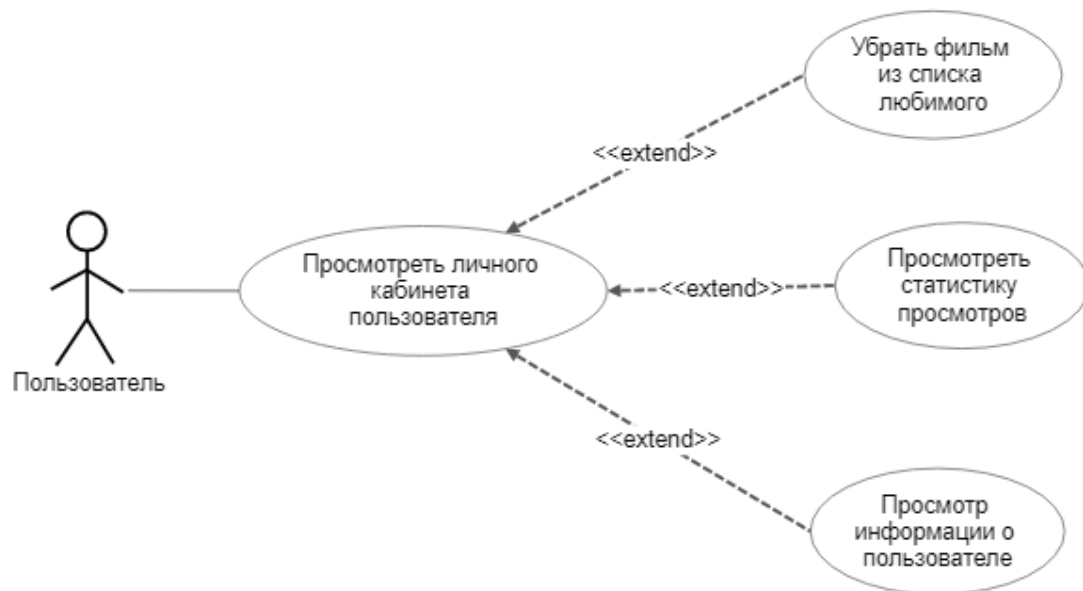 Убрать фильм
из списка
любимого
<<extend>>
Просмотреть личного
кабинета
пользователя
<<extend>>
Просмотреть
статистику
просмотров
Пользователь
<<extend>>
Просмотр
информации о
пользователе